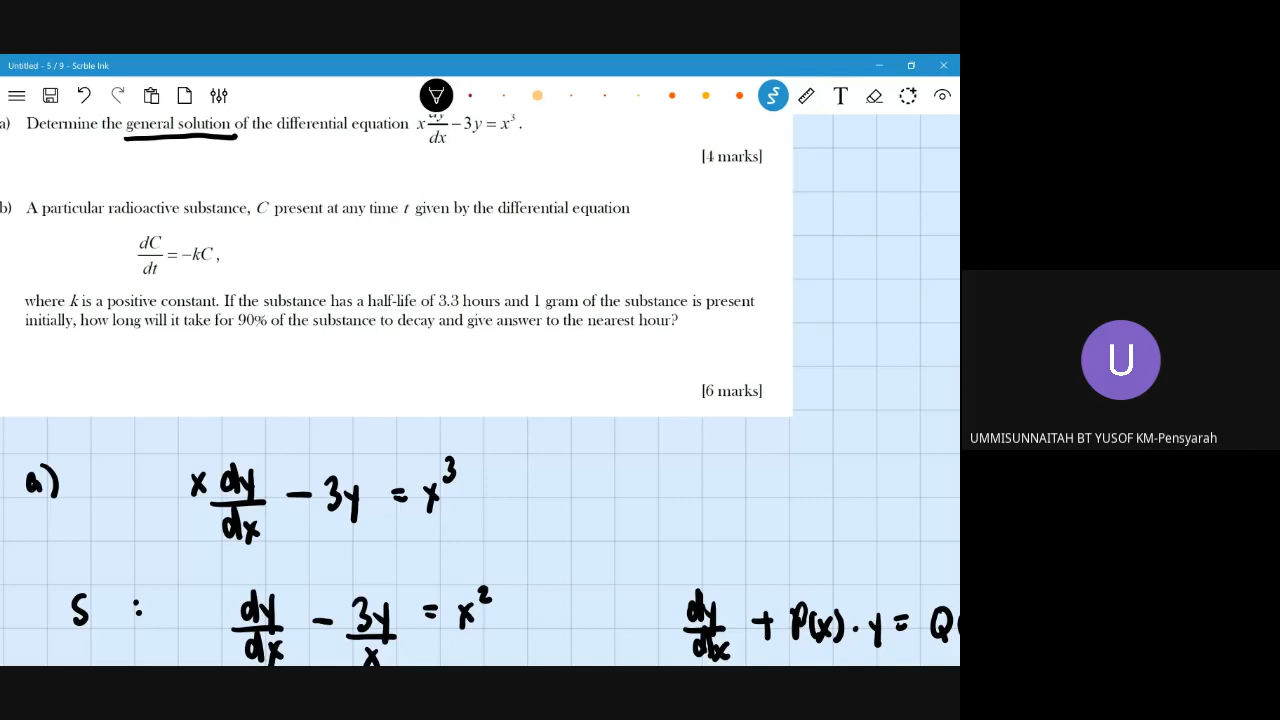 Untitled - 5 / 9 - Scrble Ink
a) Determine the general solution of the differential equation x dy/dx − 3y = x³.
[4 marks]
b) A particular radioactive substance, C present at any time t given by the differential equation
dC/dt = −kC,
where k is a positive constant. If the substance has a half-life of 3.3 hours and 1 gram of the substance is present
initially, how long will it take for 90% of the substance to decay and give answer to the nearest hour?
[6 marks]
a) x dy/dx − 3y = x³
S : dy/dx − 3y/x = x² dy/dx + P(x) · y = Q(
U
UMMISUNNAITAH BT YUSOF KM-Pensyarah